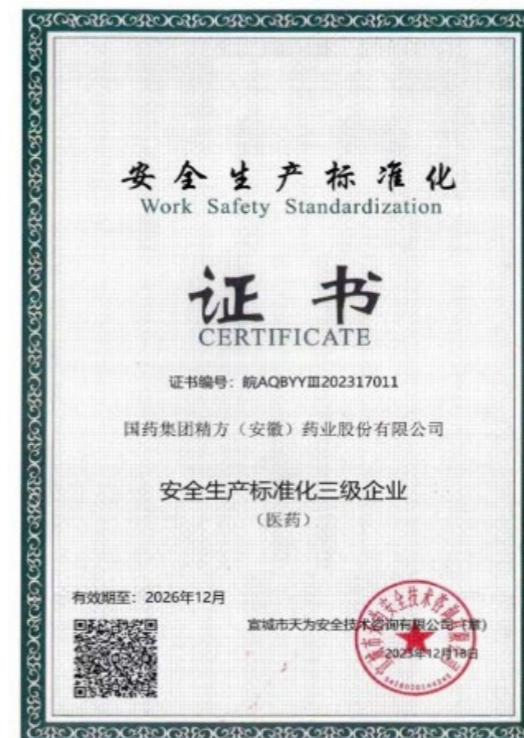 安全生产标准化
Work Safety Standardization
证书
CERTIFICATE
证书编号：皖AQBYYⅢ202317011
国药集团精方（安徽）药业股份有限公司
安全生产标准化三级企业
（医药）
有效期至：2026年12月
宣城市天为安全技术咨询有限公司（章）
2023年12月18日